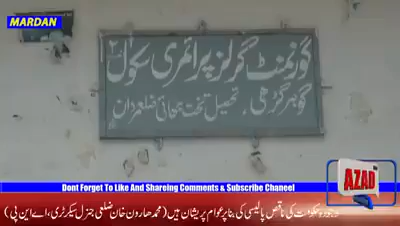 MARDAN
گورنمنٹ گرلز پرائمری سکول
گوجر گڑھی، تحصیل تخت بھائی ضلع مردان
Dont Forget To Like And Shareing Comments & Subscribe Chaneel
AZAD
حکومت کی ناقص پالیسی کی بنا پر عوام پریشان ہیں (محمد ھارون خان ضلعی جنرل سیکرٹری، اے این پی)